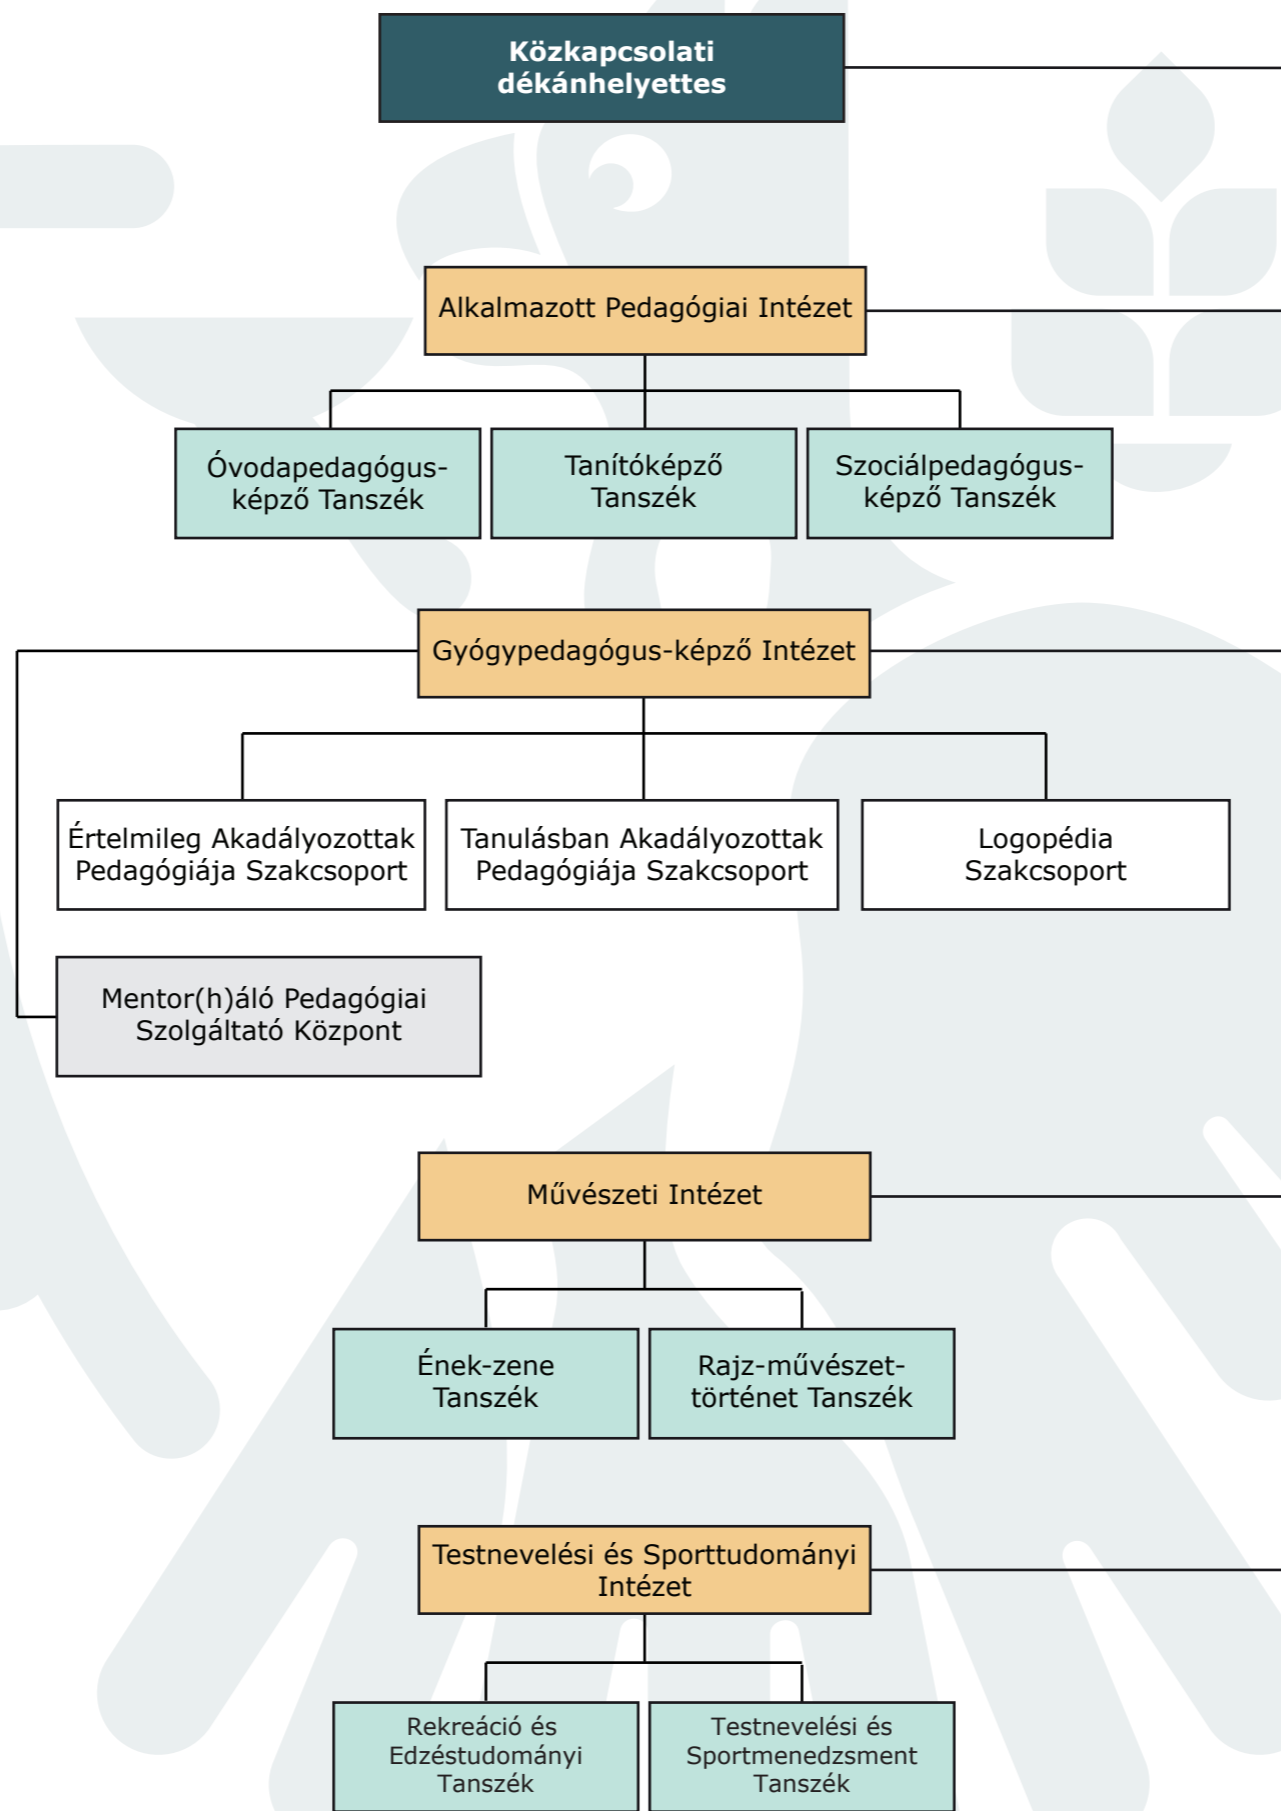 Közkapcsolati
dékánhelyettes
Alkalmazott Pedagógiai Intézet
Óvodapedagógus-
képző Tanszék
Tanítóképző
Tanszék
Szociálpedagógus-
képző Tanszék
Gyógypedagógus-képző Intézet
Értelmileg Akadályozottak
Pedagógiája Szakcsoport
Tanulásban Akadályozottak
Pedagógiája Szakcsoport
Logopédia
Szakcsoport
Mentor(h)áló Pedagógiai
Szolgáltató Központ
Művészeti Intézet
Ének-zene
Tanszék
Rajz-művészet-
történet Tanszék
Testnevelési és Sporttudományi
Intézet
Rekreáció és
Edzéstudományi
Tanszék
Testnevelési és
Sportmenedzsment
Tanszék